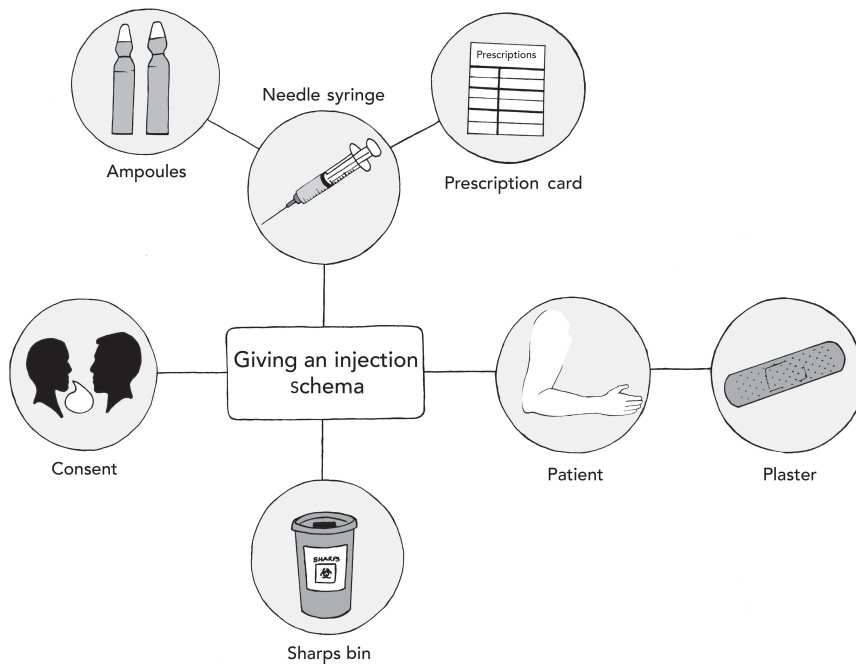 Needle syringe
Prescriptions
Ampoules
Prescription card
Giving an injection
schema
Consent
Patient
Plaster
SHARPS
Sharps bin